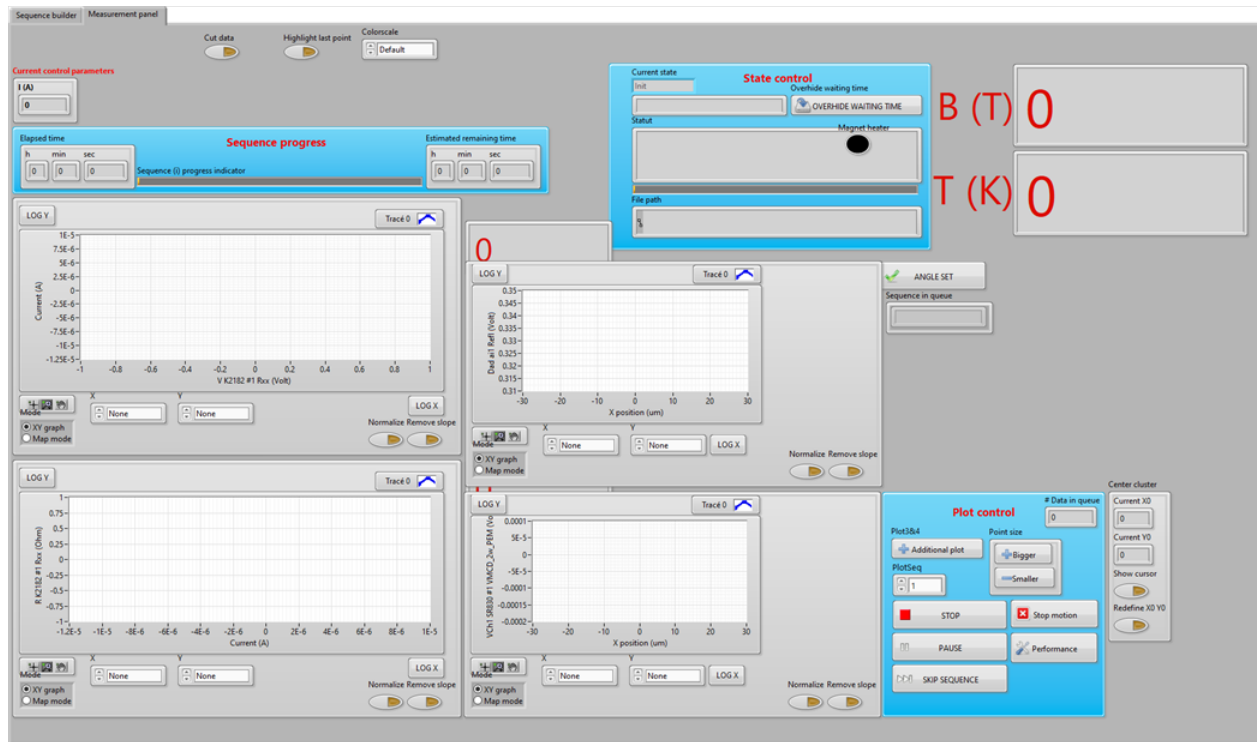 Sequence builder Measurement panel
Cut data Highlight last point Colorscale
Default
Current control parameters
I (A)
0
Sequence progress
Elapsed time
h min sec
0 0 0
Sequence (i) progress indicator
Estimated remaining time
h min sec
0 0 0
State control
Current state
Init
Overhide waiting time
OVERHIDE WAITING TIME
Statut
Magnet heater
File path
B (T) 0
T (K) 0
LOG Y Tracé 0
1E-5
7.5E-6
5E-6
2.5E-6
0
-2.5E-6
-5E-6
-7.5E-6
-1E-5
-1.25E-5
Current (A)
-1 -0.8 -0.6 -0.4 -0.2 0 0.2 0.4 0.6 0.8 1
V K2182 #1 Rxx (Volt)
X Y
None None LOG X
Mode
XY graph
Map mode
Normalize Remove slope
0
LOG Y Tracé 0
0.35
0.345
0.34
0.335
0.33
0.325
0.32
0.315
0.31
Dad ai1 Refl (Volt)
-30 -20 -10 0 10 20 30
X position (um)
X Y
None None LOG X
Mode
XY graph
Map mode
Normalize Remove slope
ANGLE SET
Sequence in queue
LOG Y Tracé 0
1
0.75
0.5
0.25
0
-0.25
-0.5
-0.75
-1
R K2182 #1 Rxx (Ohm)
-1.2E-5 -1E-5 -8E-6 -6E-6 -4E-6 -2E-6 0 2E-6 4E-6 6E-6 8E-6 1E-5
Current (A)
X Y
None None LOG X
Mode
XY graph
Map mode
Normalize Remove slope
LOG Y Tracé 0
0.0001
5E-5
0
-5E-5
-0.0001
-0.00015
-0.0002
VCh1 SR830 #1 VMCD_2w_PEM (Vo
-30 -20 -10 0 10 20 30
X position (um)
X Y
None None LOG X
Mode
XY graph
Map mode
Normalize Remove slope
Plot control
# Data in queue
0
Plot3&4
Additional plot
Point size
Bigger
Smaller
PlotSeq
1
STOP Stop motion
PAUSE Performance
SKIP SEQUENCE
Center cluster
Current X0
0
Current Y0
0
Show cursor
Redefine X0 Y0